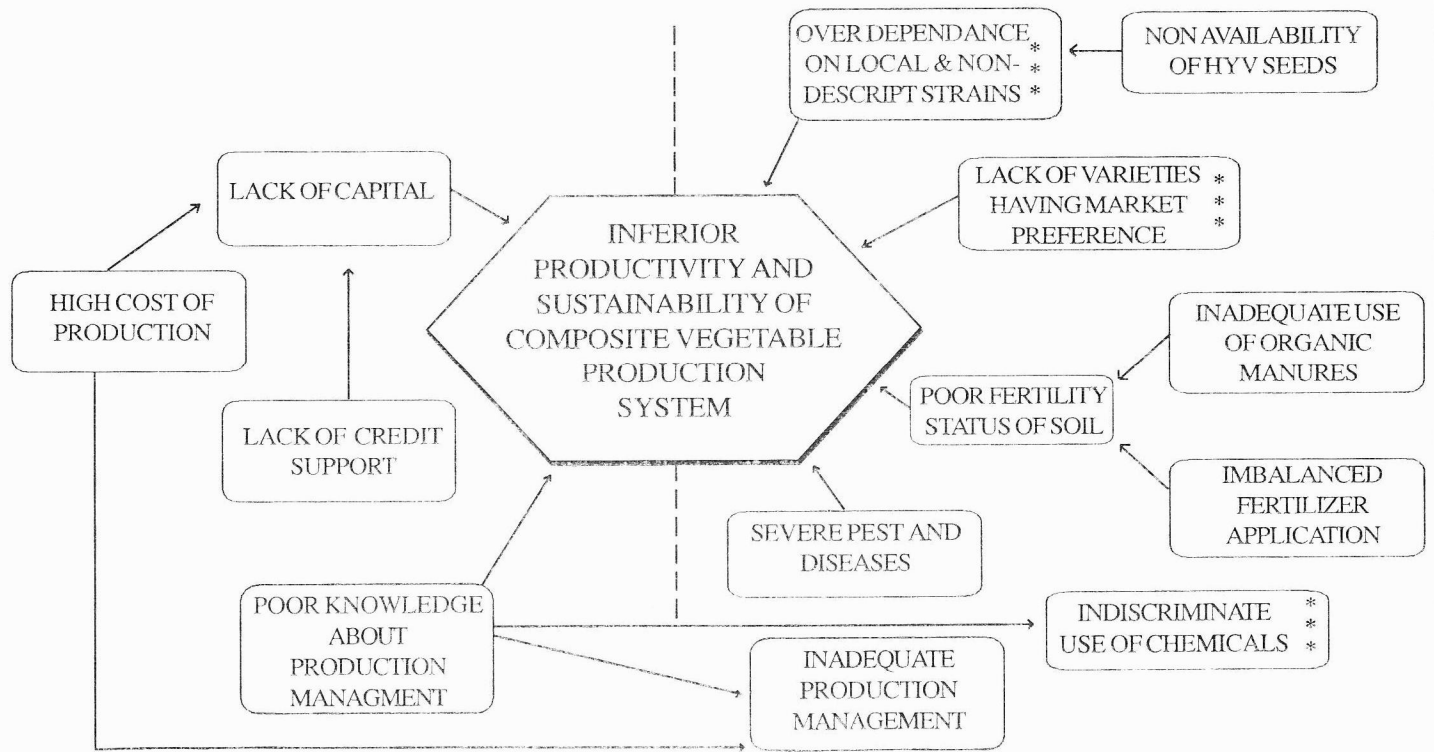 OVER DEPENDANCE *
ON LOCAL & NON- *
DESCRIPT STRAINS *
NON AVAILABILITY
OF HYV SEEDS
LACK OF CAPITAL
LACK OF VARIETIES *
HAVING MARKET *
PREFERENCE *
INFERIOR
PRODUCTIVITY AND
SUSTAINABILITY OF
COMPOSITE VEGETABLE
PRODUCTION
SYSTEM
HIGH COST OF
PRODUCTION
INADEQUATE USE
OF ORGANIC
MANURES
POOR FERTILITY
STATUS OF SOIL
LACK OF CREDIT
SUPPORT
IMBALANCED
FERTILIZER
APPLICATION
SEVERE PEST AND
DISEASES
POOR KNOWLEDGE
ABOUT
PRODUCTION
MANAGMENT
INDISCRIMINATE *
*
USE OF CHEMICALS *
INADEQUATE
PRODUCTION
MANAGEMENT